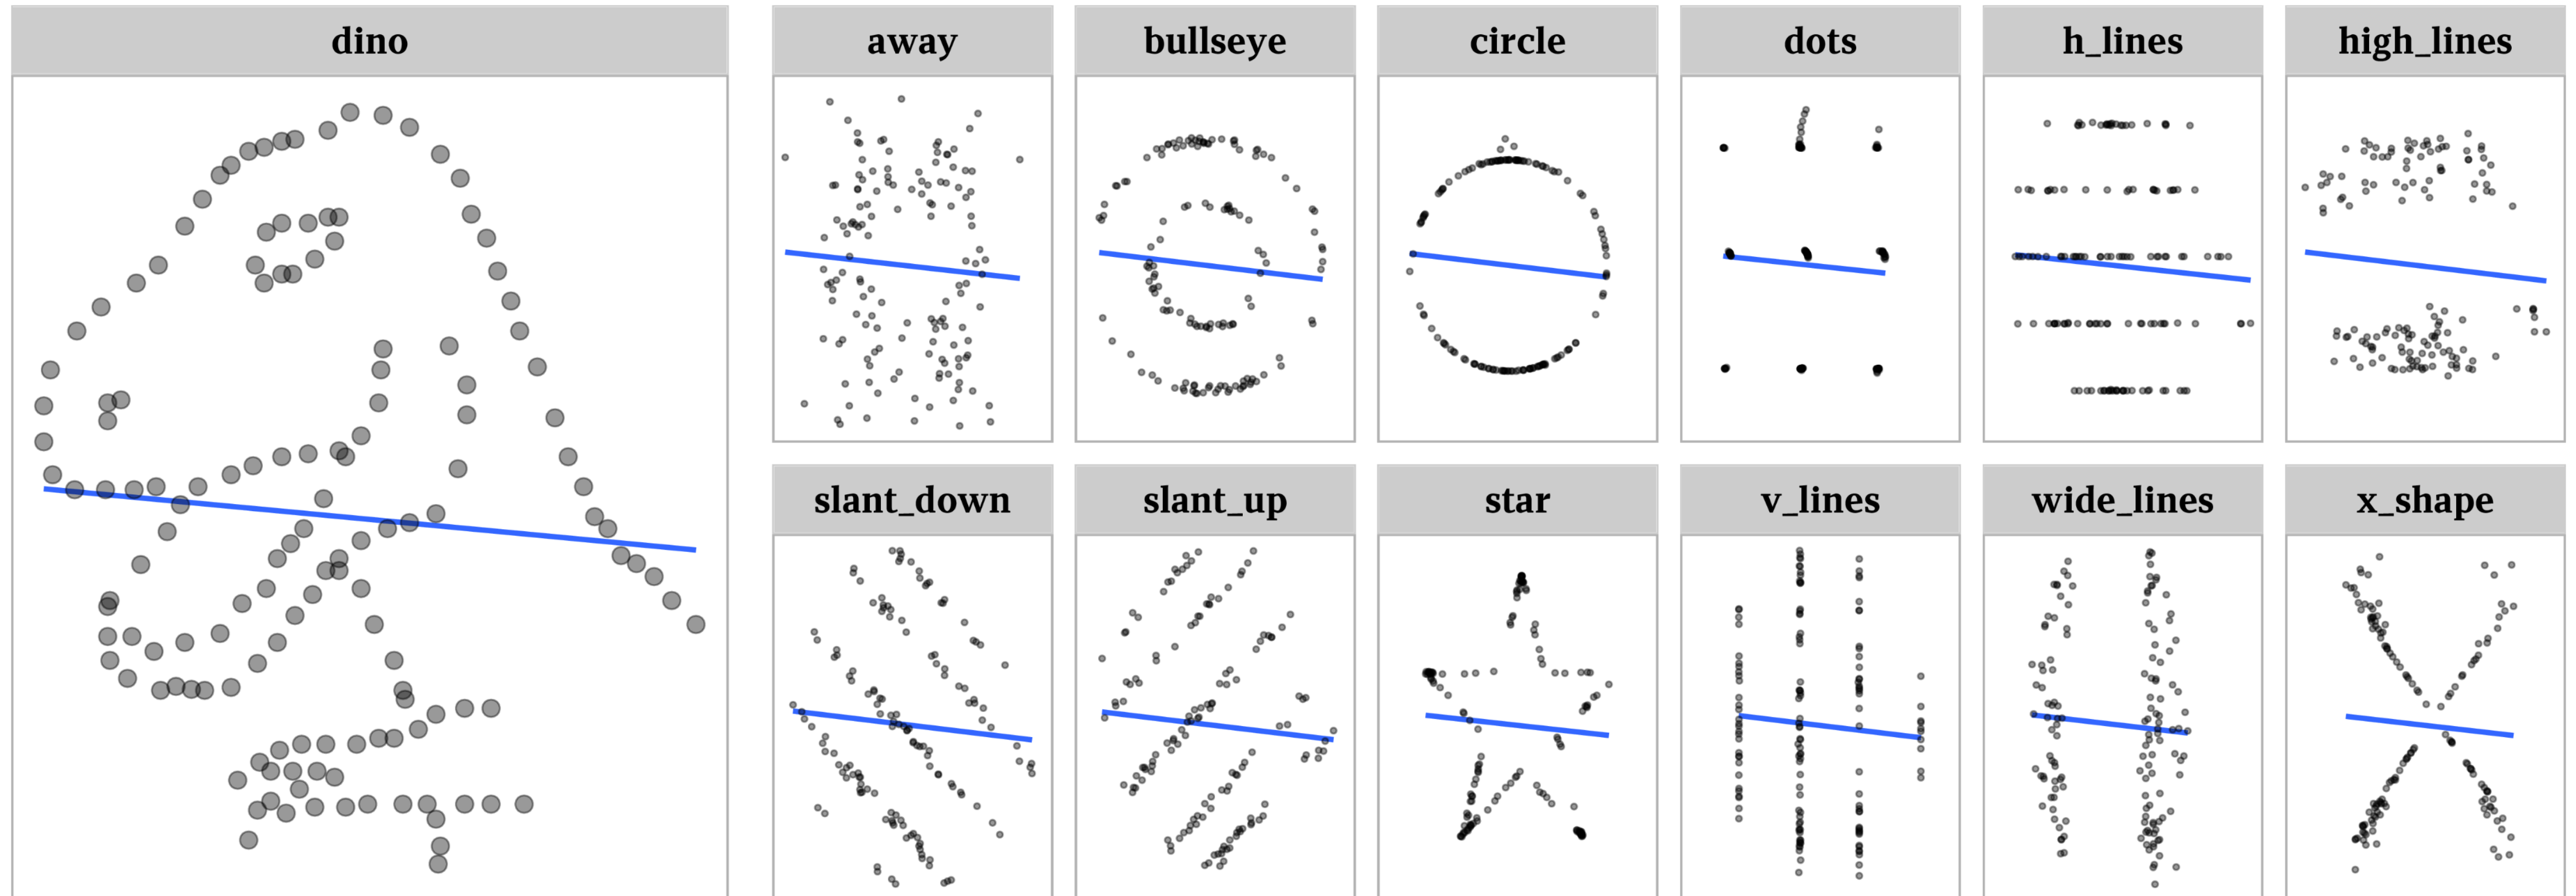 dino
away
bullseye
circle
dots
h_lines
high_lines
slant_down
slant_up
star
v_lines
wide_lines
x_shape